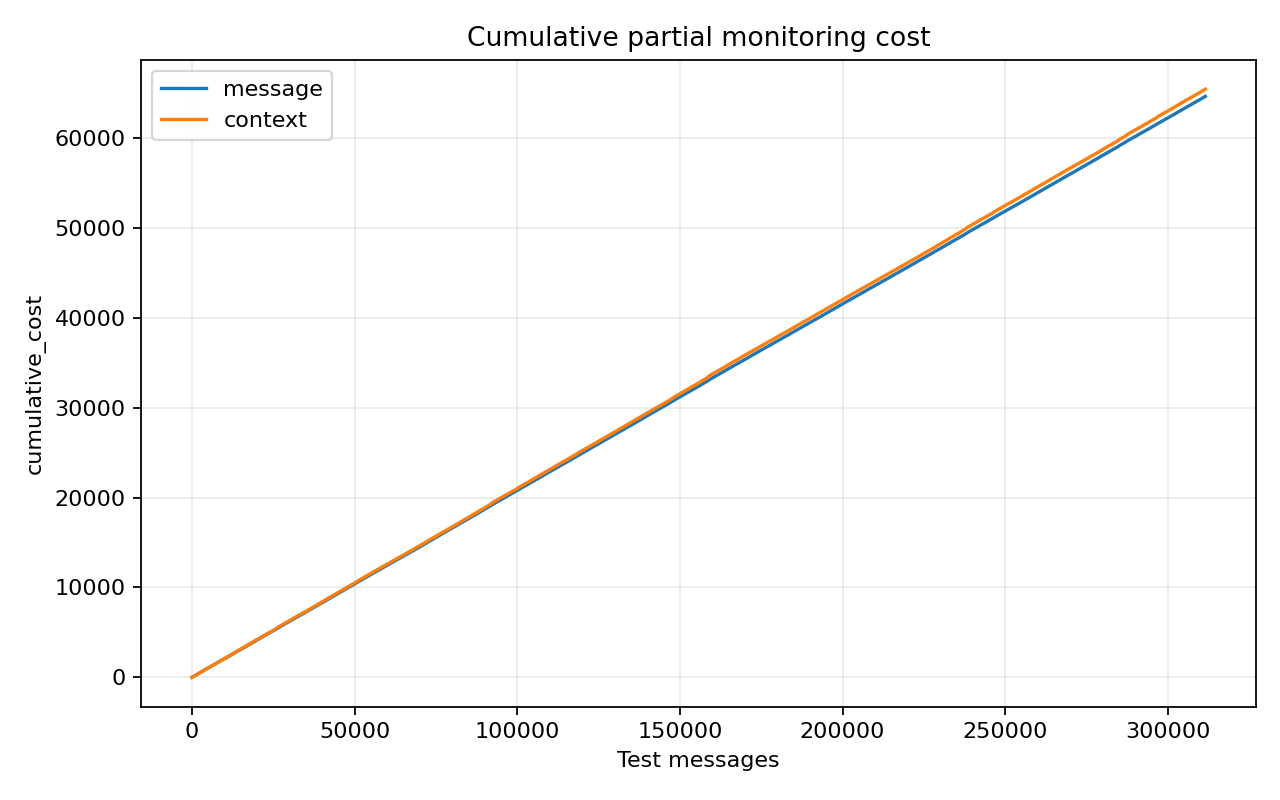 Cumulative partial monitoring cost
message
context
cumulative_cost
60000
50000
40000
30000
20000
10000
0
0 50000 100000 150000 200000 250000 300000
Test messages